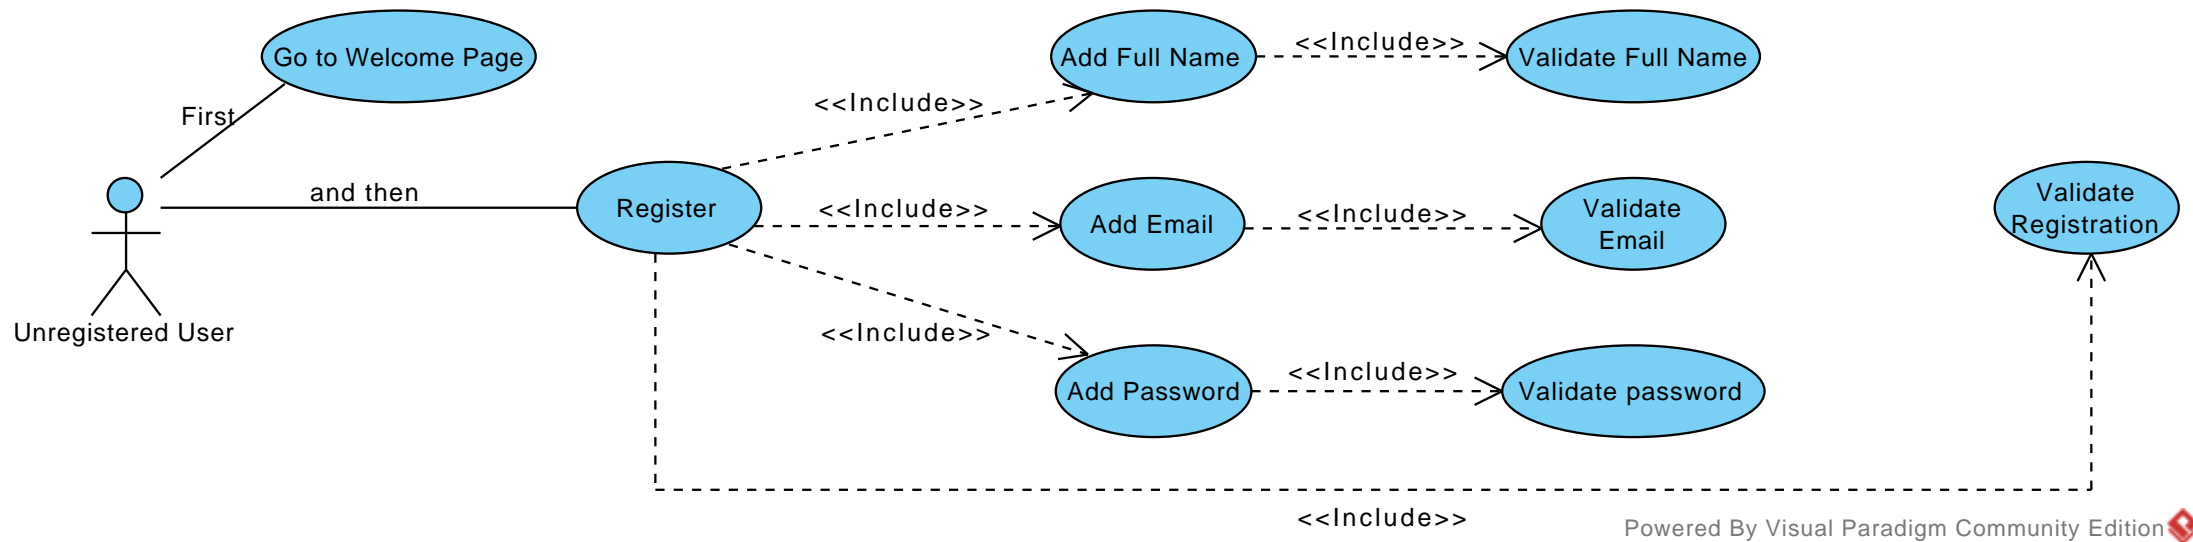 Go to Welcome Page
Add Full Name
<<Include>>
Validate Full Name
<<Include>>
First
and then
Register
<<Include>>
Add Email
<<Include>>
Validate
Email
Validate
Registration
Unregistered User
<<Include>>
Add Password
<<Include>>
Validate password
<<Include>>
Powered By Visual Paradigm Community Edition